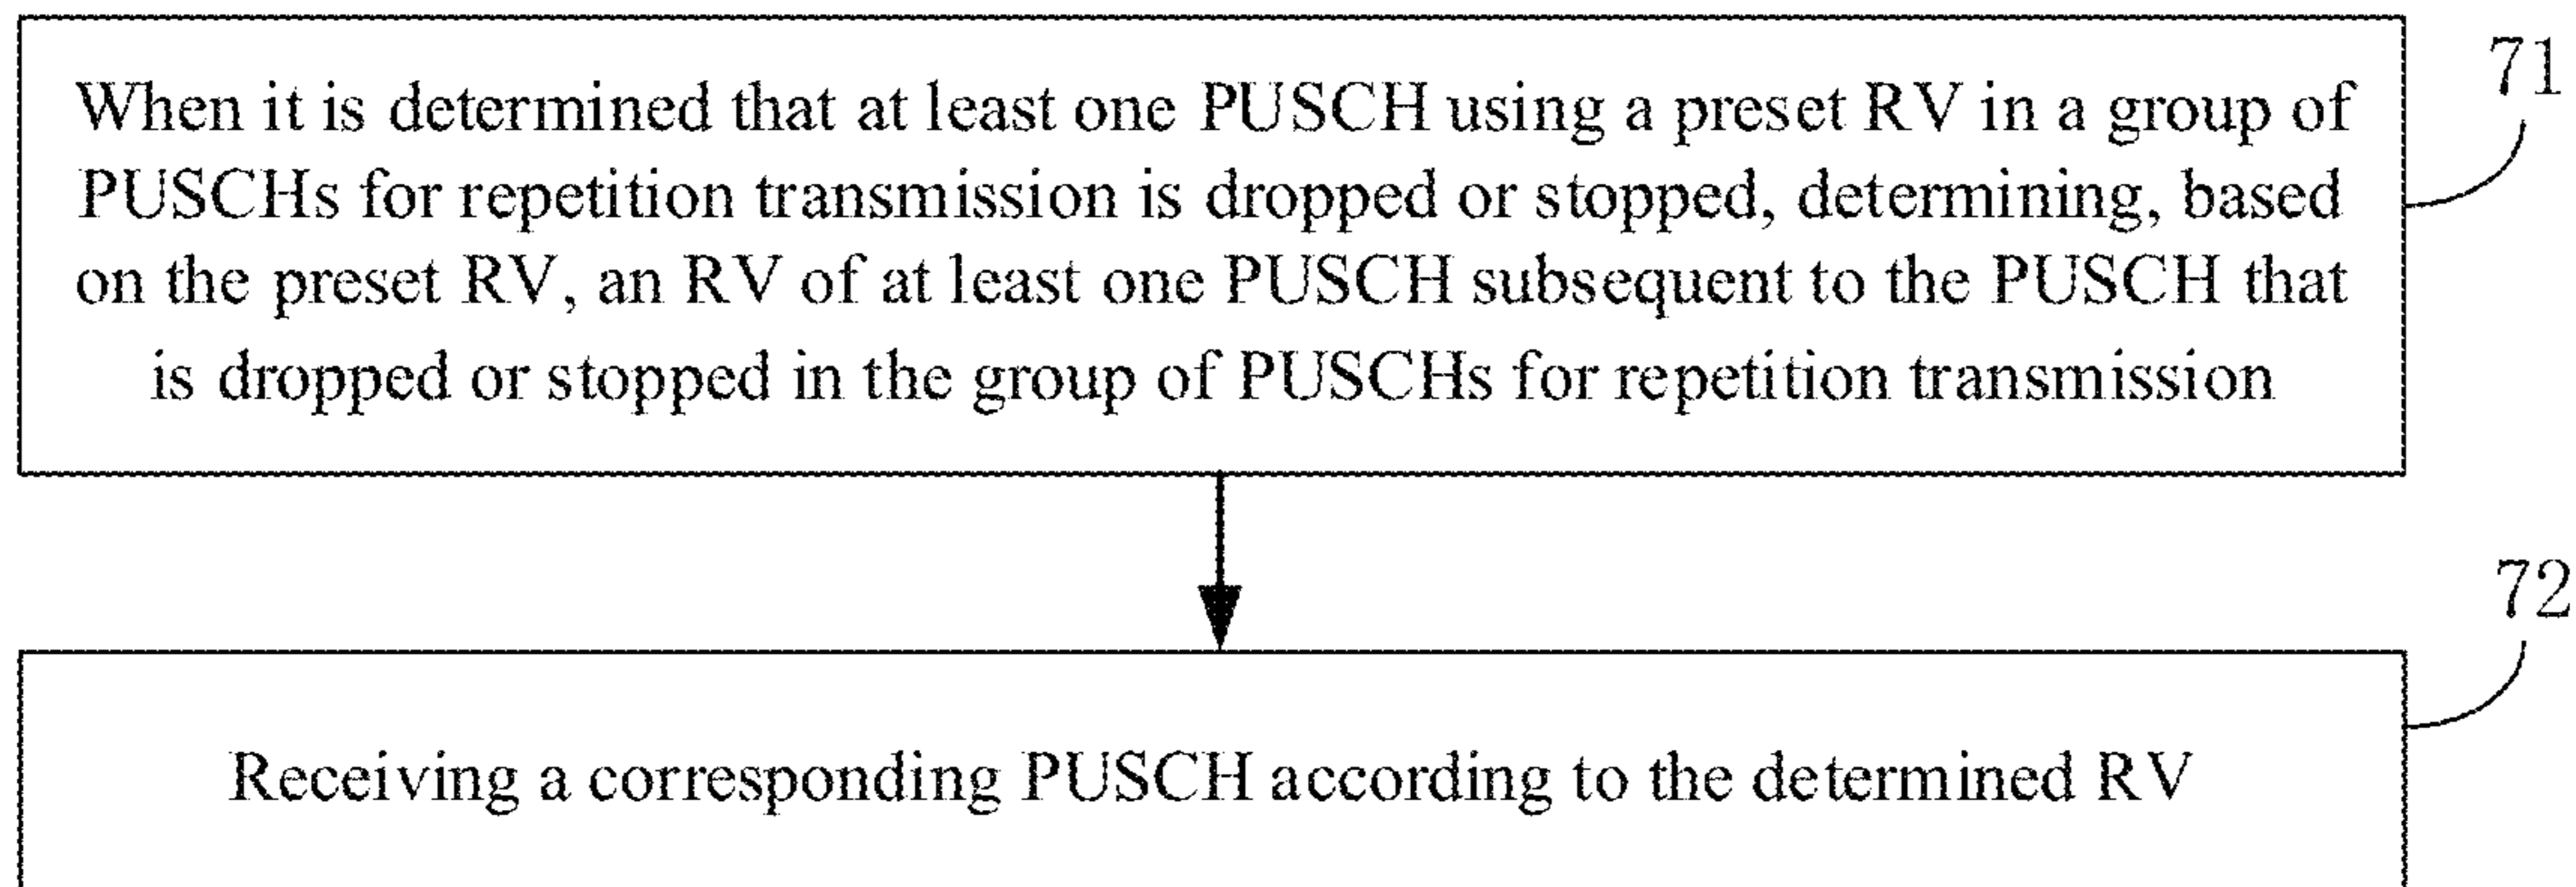 When it is determined that at least one PUSCH using a preset RV in a group of
PUSCHs for repetition transmission is dropped or stopped, determining, based
on the preset RV, an RV of at least one PUSCH subsequent to the PUSCH that
is dropped or stopped in the group of PUSCHs for repetition transmission
71
72
Receiving a corresponding PUSCH according to the determined RV